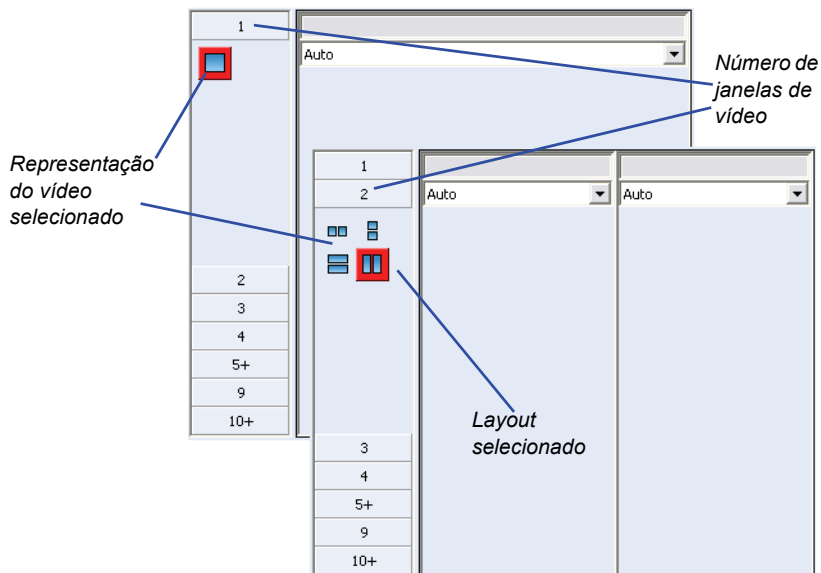 1
Auto
Número de
janelas de
vídeo
Representação
do vídeo
selecionado
2
3
4
5+
9
10+
1
2
Auto
Auto
Layout
selecionado
3
4
5+
9
10+